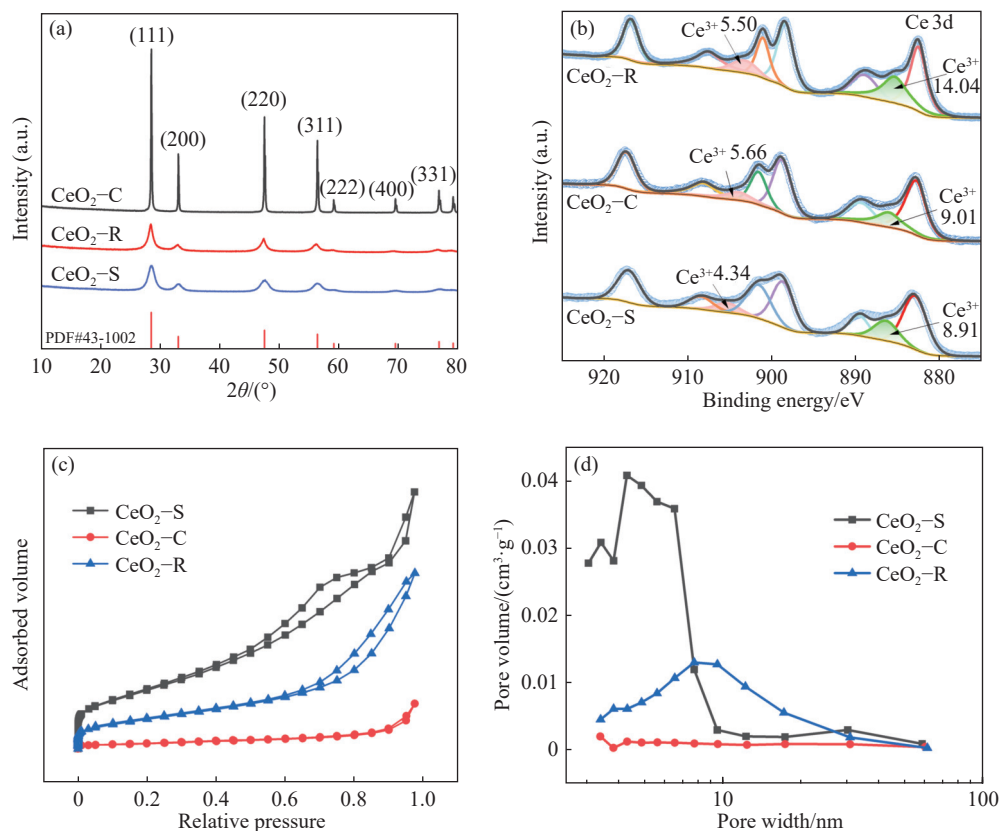 (a)
(111)
(200)
(220)
(311)
(222)
(400)
(331)
CeO₂−C
CeO₂−R
CeO₂−S
PDF#43-1002
Intensity (a.u.)
10 20 30 40 50 60 70 80
2θ/(°)
(b)
Ce 3d
Ce³⁺5.50
Ce³⁺
14.04
CeO₂−R
Ce³⁺5.66
Ce³⁺
9.01
CeO₂−C
Ce³⁺4.34
Ce³⁺
8.91
CeO₂−S
Intensity (a.u.)
920 910 900 890 880
Binding energy/eV
(c)
CeO₂−S
CeO₂−C
CeO₂−R
Adsorbed volume
0 0.2 0.4 0.6 0.8 1.0
Relative pressure
(d)
0.04
0.03
0.02
0.01
0
CeO₂−S
CeO₂−C
CeO₂−R
Pore volume/(cm³·g⁻¹)
10 100
Pore width/nm